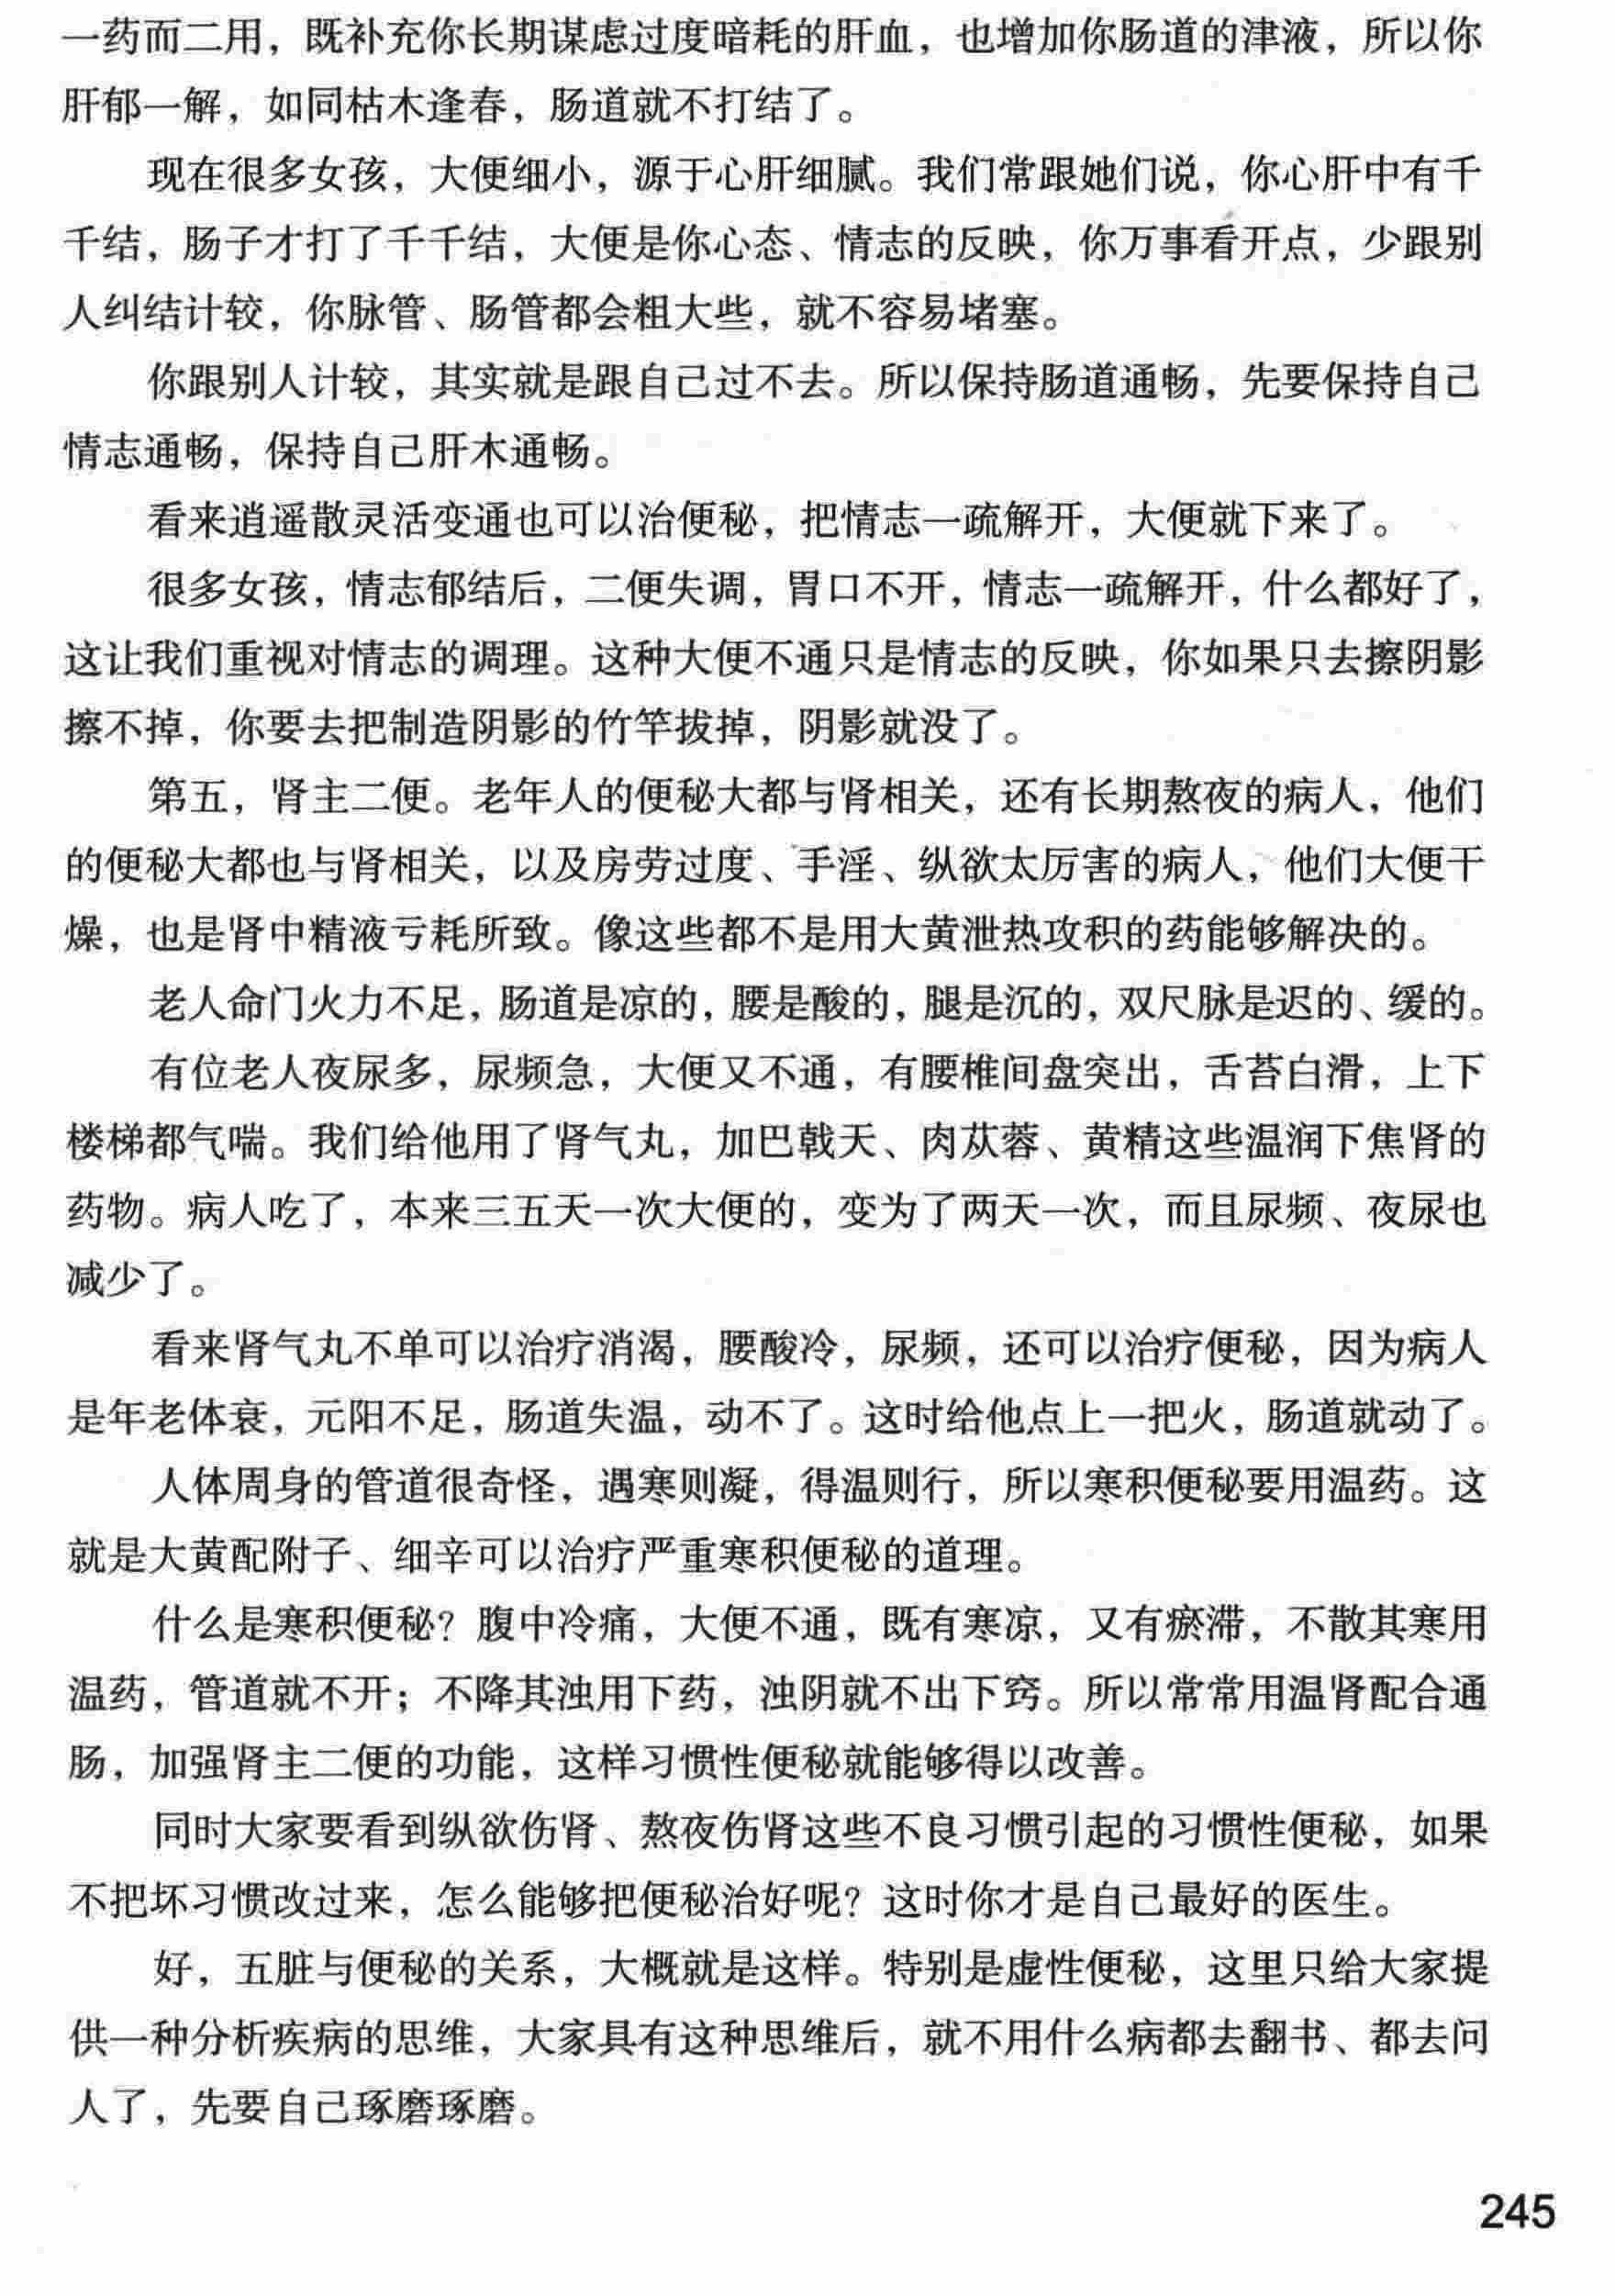 一药而二用，既补充你长期谋虑过度暗耗的肝血，也增加你肠道的津液，所以你
肝郁一解，如同枯木逢春，肠道就不打结了。
现在很多女孩，大便细小，源于心肝细腻。我们常跟她们说，你心肝中有千
千结，肠子才打了千千结，大便是你心态、情志的反映，你万事看开点，少跟别
人纠结计较，你脉管、肠管都会粗大些，就不容易堵塞。
你跟别人计较，其实就是跟自己过不去。所以保持肠道通畅，先要保持自己
情志通畅，保持自己肝木通畅。
看来逍遥散灵活变通也可以治便秘，把情志一疏解开，大便就下来了。
很多女孩，情志郁结后，二便失调，胃口不开，情志一疏解开，什么都好了，
这让我们重视对情志的调理。这种大便不通只是情志的反映，你如果只去擦阴影
擦不掉，你要去把制造阴影的竹竿拔掉，阴影就没了。
第五，肾主二便。老年人的便秘大都与肾相关，还有长期熬夜的病人，他们
的便秘大都也与肾相关，以及房劳过度、手淫、纵欲太厉害的病人，他们大便干
燥，也是肾中精液亏耗所致。像这些都不是用大黄泄热攻积的药能够解决的。
老人命门火力不足，肠道是凉的，腰是酸的，腿是沉的，双尺脉是迟的、缓的。
有位老人夜尿多，尿频急，大便又不通，有腰椎间盘突出，舌苔白滑，上下
楼梯都气喘。我们给他用了肾气丸，加巴戟天、肉苁蓉、黄精这些温润下焦肾的
药物。病人吃了，本来三五天一次大便的，变为了两天一次，而且尿频、夜尿也
减少了。
看来肾气丸不单可以治疗消渴，腰酸冷，尿频，还可以治疗便秘，因为病人
是年老体衰，元阳不足，肠道失温，动不了。这时给他点上一把火，肠道就动了。
人体周身的管道很奇怪，遇寒则凝，得温则行，所以寒积便秘要用温药。这
就是大黄配附子、细辛可以治疗严重寒积便秘的道理。
什么是寒积便秘？腹中冷痛，大便不通，既有寒凉，又有瘀滞，不散其寒用
温药，管道就不开；不降其浊用下药，浊阴就不出下窍。所以常常用温肾配合通
肠，加强肾主二便的功能，这样习惯性便秘就能够得以改善。
同时大家要看到纵欲伤肾、熬夜伤肾这些不良习惯引起的习惯性便秘，如果
不把坏习惯改过来，怎么能够把便秘治好呢？这时你才是自己最好的医生。
好，五脏与便秘的关系，大概就是这样。特别是虚性便秘，这里只给大家提
供一种分析疾病的思维，大家具有这种思维后，就不用什么病都去翻书、都去问
人了，先要自己琢磨琢磨。
245